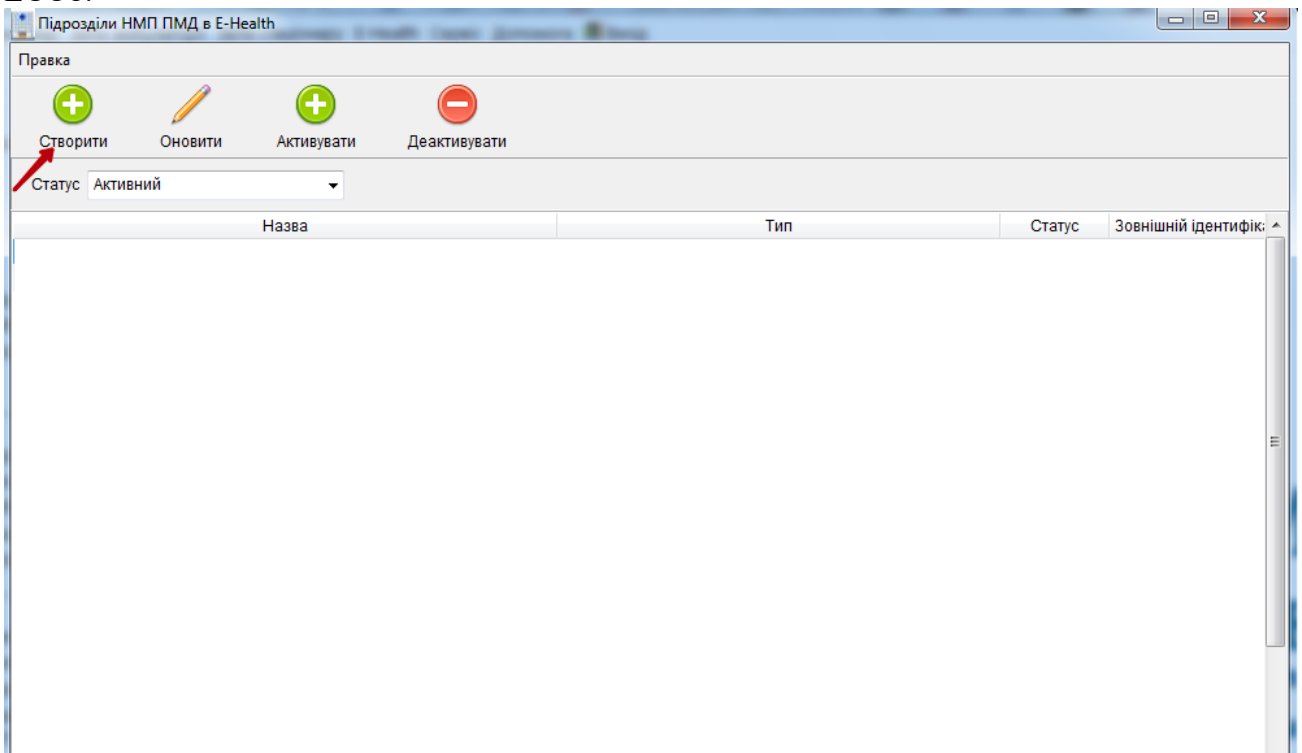 Підрозділи НМП ПМД в E-Health
Правка
Створити Оновити Активувати Деактивувати
Статус Активний
Назва Тип Статус Зовнішній ідентифік